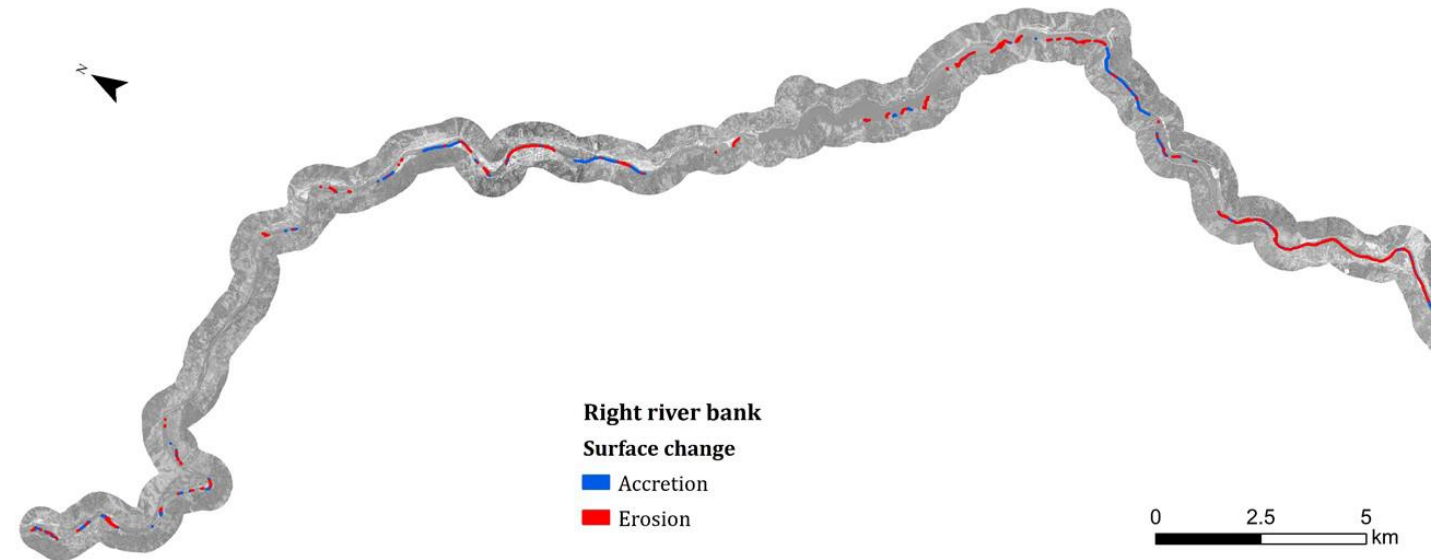 N
Right river bank
Surface change
Accretion
Erosion
0 2.5 5
km